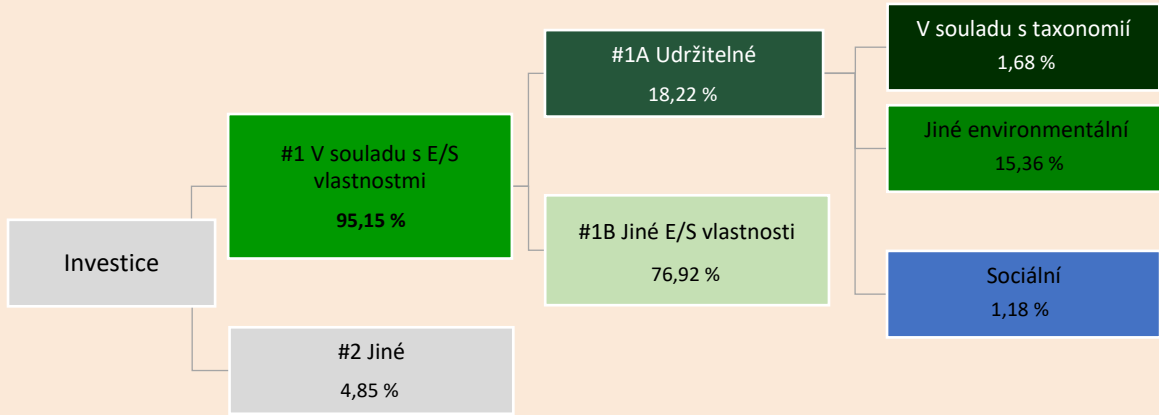 Investice
#1 V souladu s E/S
vlastnostmi
95,15 %
#2 Jiné
4,85 %
#1A Udržitelné
18,22 %
#1B Jiné E/S vlastnosti
76,92 %
V souladu s taxonomií
1,68 %
Jiné environmentální
15,36 %
Sociální
1,18 %